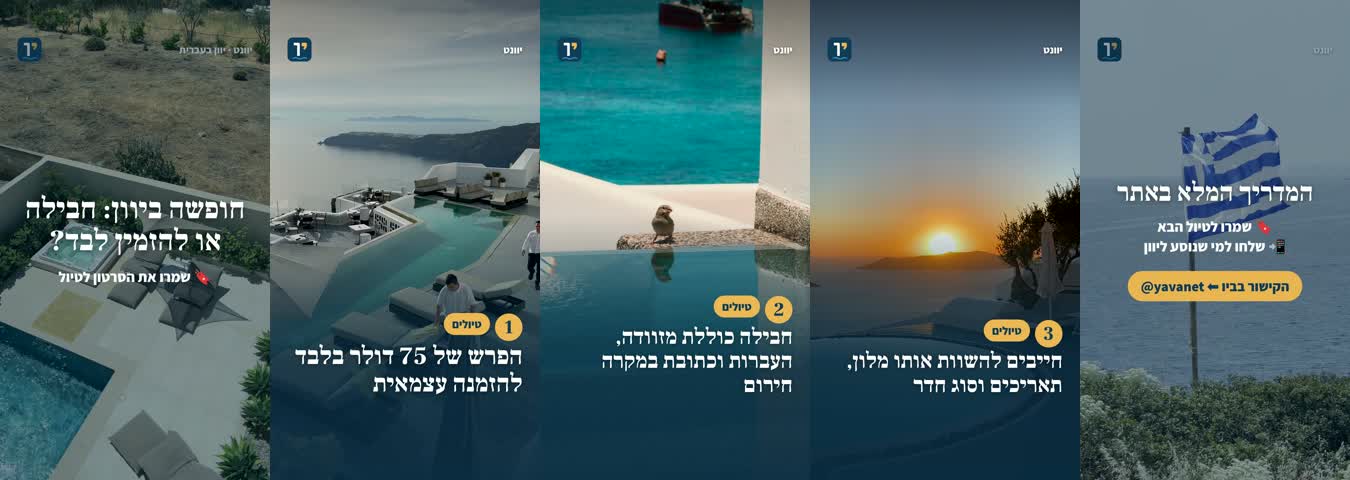 יוונט · יוון בעברית
חופשה ביוון: חבילה
או להזמין לבד?
🔖 שמרו את הסרטון לטיול
יוונט
1 טיולים
הפרש של 75 דולר בלבד
להזמנה עצמאית
יוונט
2 טיולים
חבילה כוללת מזוודה,
העברות וכתובת במקרה
חירום
יוונט
3 טיולים
חייבים להשוות אותו מלון,
תאריכים וסוג חדר
יוונט
המדריך המלא באתר
🔖 שמרו לטיול הבא
📲 שלחו למי שנוסע ליוון
הקישור בביו ⬅ @yavanet